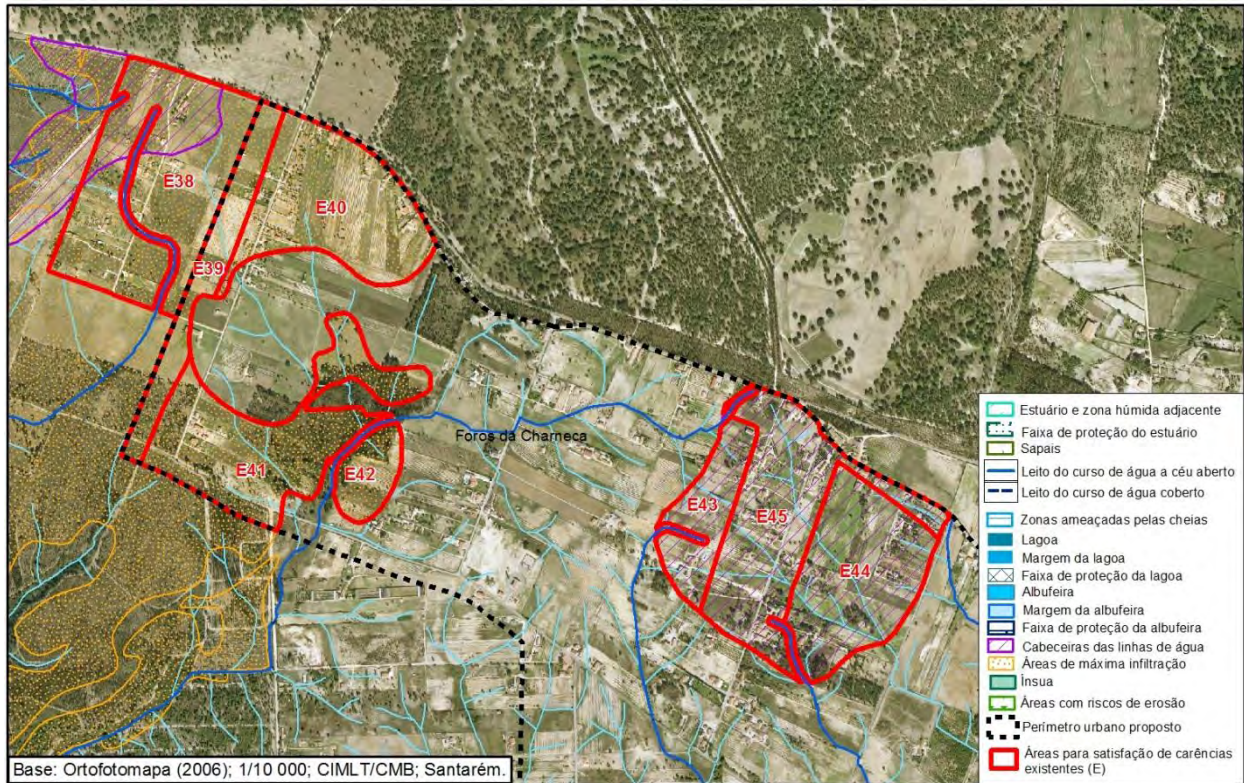 E38
E40
E39
Foros da Charneca
E41
E42
E43
E45
E44
Estuário e zona húmida adjacente
Faixa de proteção do estuário
Sapais
Leito do curso de água a céu aberto
Leito do curso de água coberto
Zonas ameaçadas pelas cheias
Lagoa
Margem da lagoa
Faixa de proteção da lagoa
Albufeira
Margem da albufeira
Faixa de proteção da albufeira
Cabeceiras das linhas de água
Áreas de máxima infiltração
Ínsua
Áreas com riscos de erosão
Perímetro urbano proposto
Áreas para satisfação de carências
existentes (E)
Base: Ortofotomapa (2006); 1/10 000; CIMLT/CMB; Santarém.